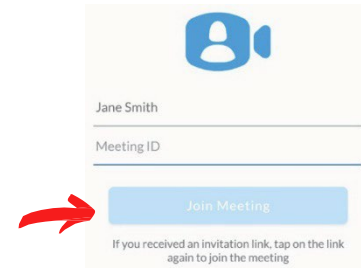 Jane Smith
Meeting ID
Join Meeting
If you received an invitation link, tap on the link
again to join the meeting